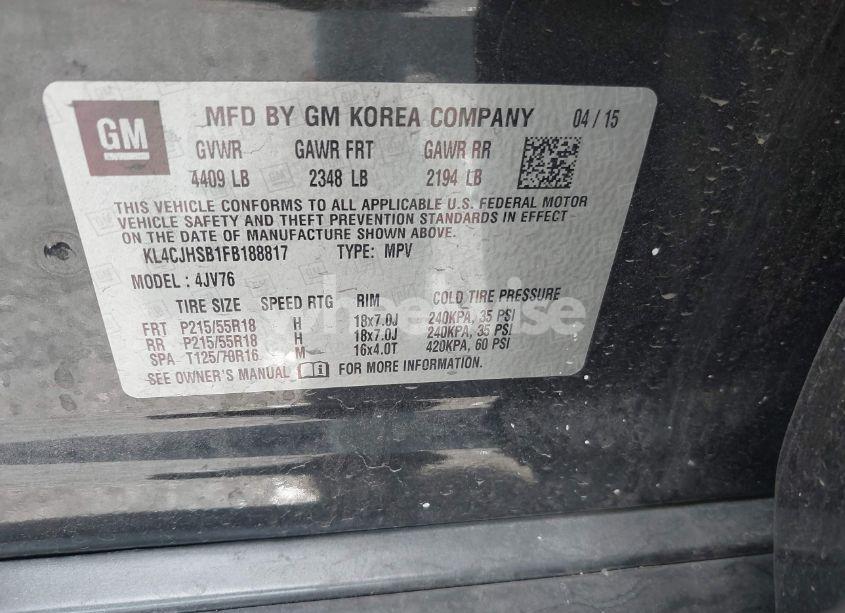 GM MFD BY GM KOREA COMPANY 04 / 15
GVWR GAWR FRT GAWR RR
4409 LB 2348 LB 2194 LB
THIS VEHICLE CONFORMS TO ALL APPLICABLE U.S. FEDERAL MOTOR
VEHICLE SAFETY AND THEFT PREVENTION STANDARDS IN EFFECT
ON THE DATE OF MANUFACTURE SHOWN ABOVE.
KL4CJHSB1FB188817 TYPE: MPV
MODEL : 4JV76
TIRE SIZE SPEED RTG RIM COLD TIRE PRESSURE
FRT P215/55R18 H 18x7.0J 240KPA, 35 PSI
RR P215/55R18 H 18x7.0J 240KPA, 35 PSI
SPA T125/70R16 M 16x4.0T 420KPA, 60 PSI
SEE OWNER'S MANUAL FOR MORE INFORMATION.